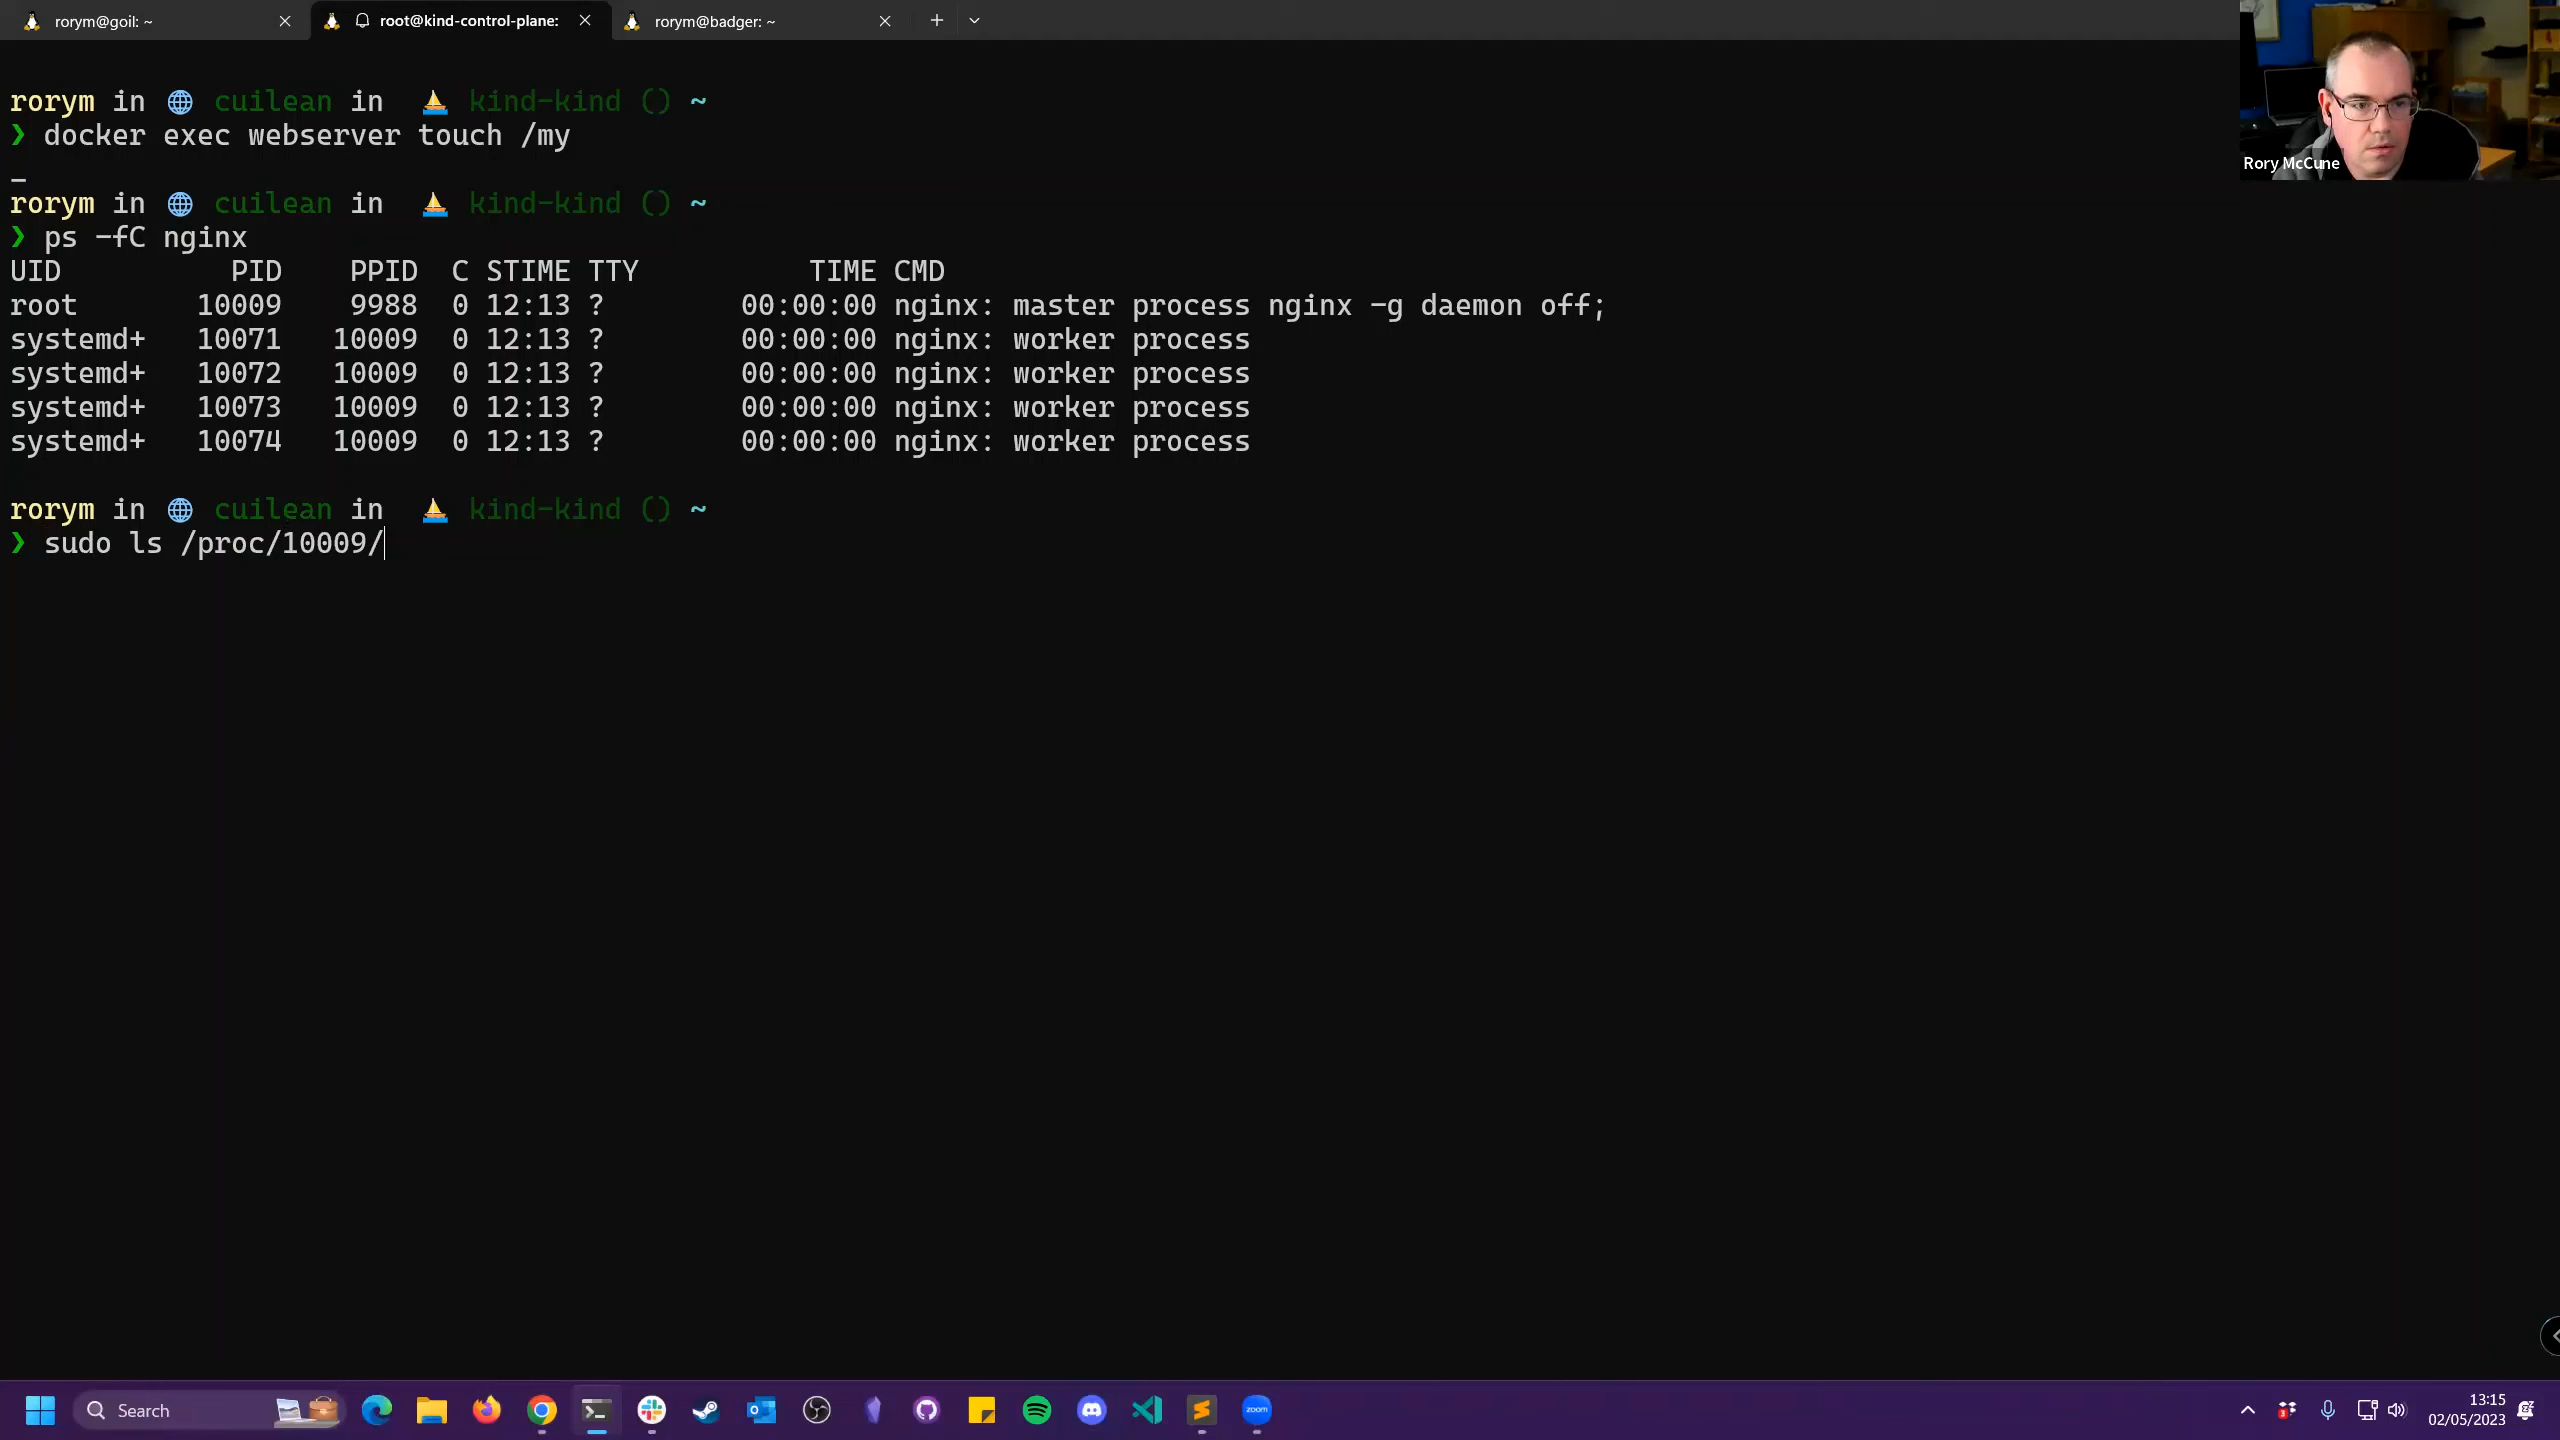 rorym@goil: ~
root@kind-control-plane:
rorym@badger: ~
rorym in cuilean in kind-kind () ~
❯ docker exec webserver touch /my
_
rorym in cuilean in kind-kind () ~
❯ ps -fC nginx
UID PID PPID C STIME TTY TIME CMD
root 10009 9988 0 12:13 ? 00:00:00 nginx: master process nginx -g daemon off;
systemd+ 10071 10009 0 12:13 ? 00:00:00 nginx: worker process
systemd+ 10072 10009 0 12:13 ? 00:00:00 nginx: worker process
systemd+ 10073 10009 0 12:13 ? 00:00:00 nginx: worker process
systemd+ 10074 10009 0 12:13 ? 00:00:00 nginx: worker process
rorym in cuilean in kind-kind () ~
❯ sudo ls /proc/10009/
Rory McCune
Search
zoom
13:15
02/05/2023